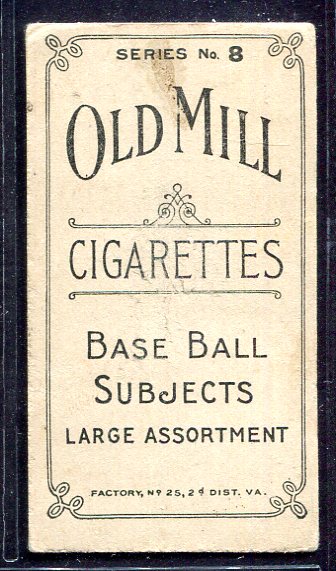 SERIES No. 8
OLD MILL
CIGARETTES
BASE BALL
SUBJECTS
LARGE ASSORTMENT
FACTORY, Nº 25, 2d DIST. VA.